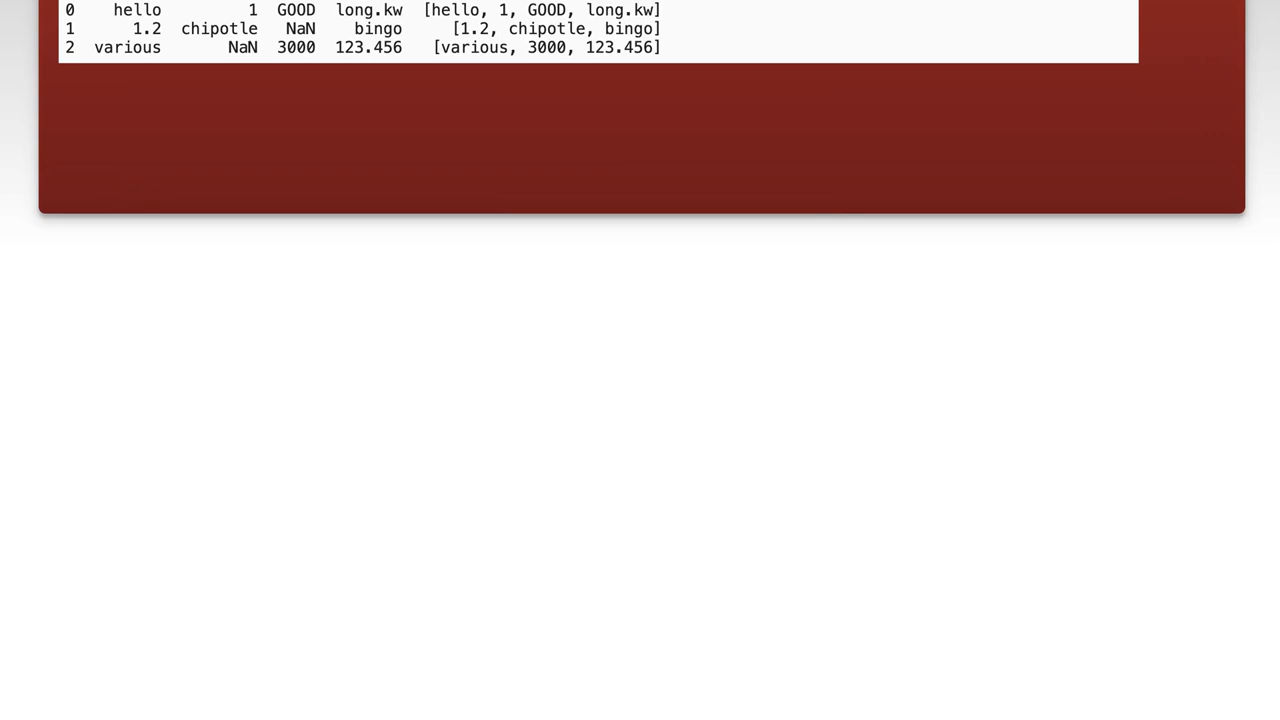 0 hello 1 GOOD long.kw [hello, 1, GOOD, long.kw]
1 1.2 chipotle NaN bingo [1.2, chipotle, bingo]
2 various NaN 3000 123.456 [various, 3000, 123.456]